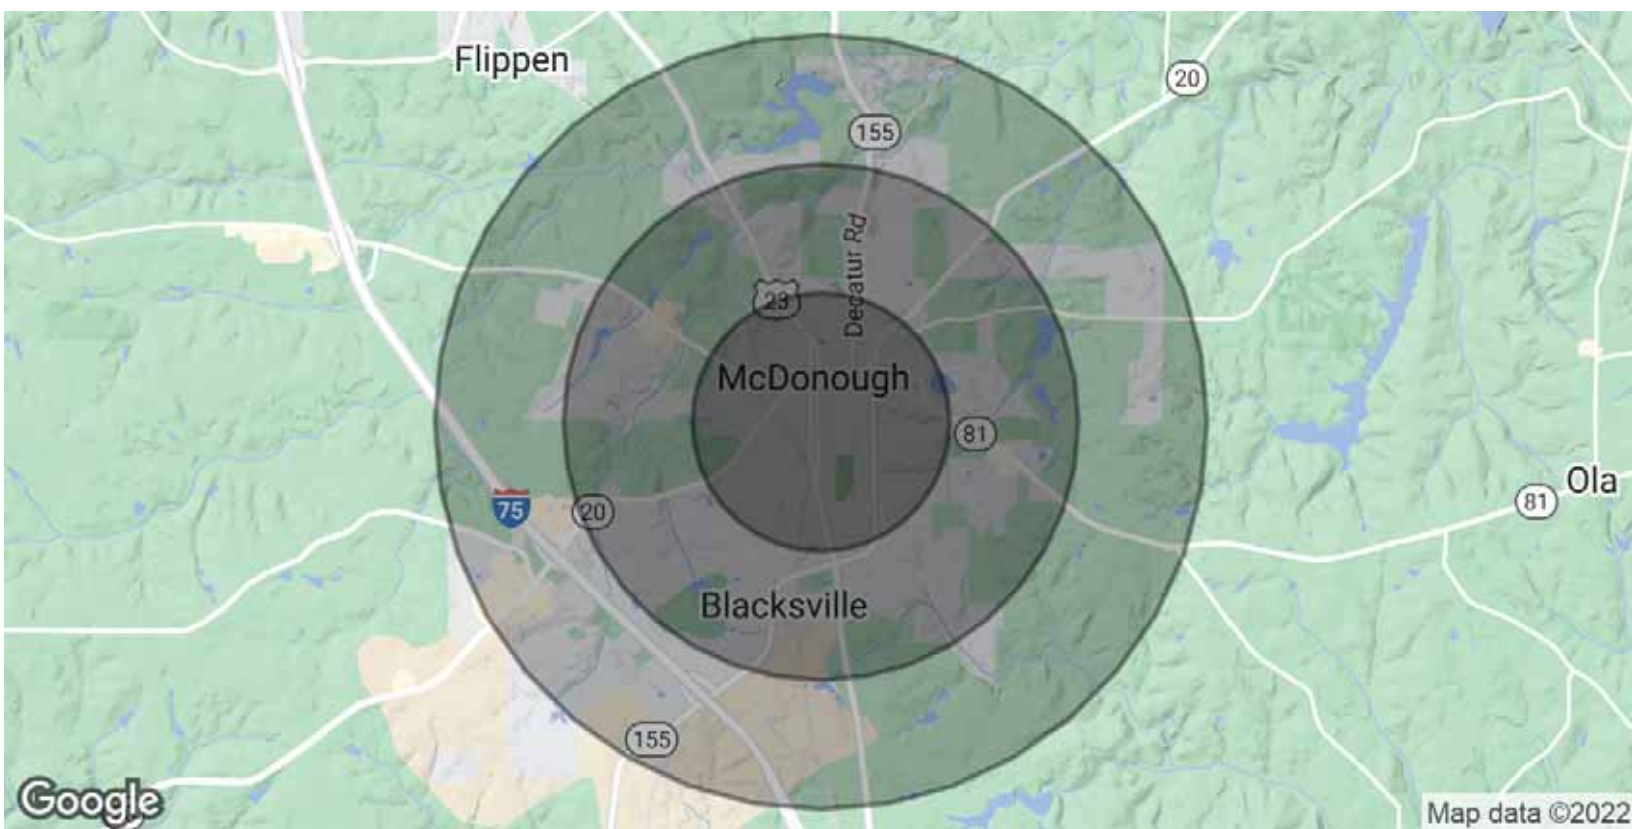 Flippen
20
155
Decatur Rd
23
McDonough
81
Ola
81
75
20
Blacksville
155
Google
Map data ©2022